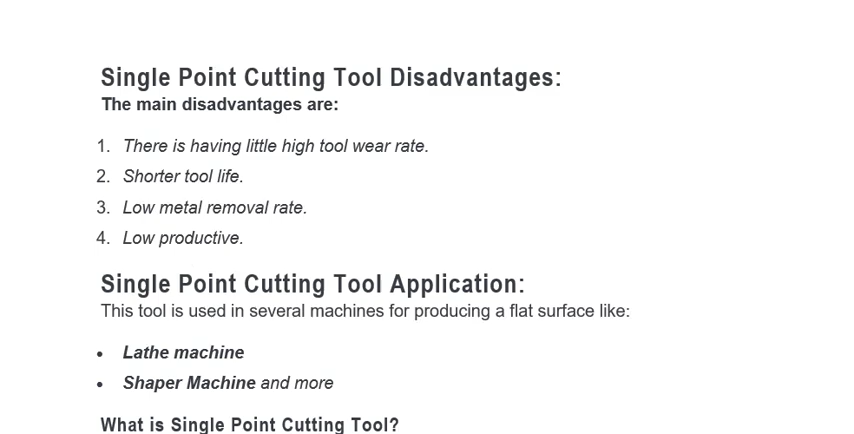 Single Point Cutting Tool Disadvantages:
The main disadvantages are:
1. There is having little high tool wear rate.
2. Shorter tool life.
3. Low metal removal rate.
4. Low productive.
Single Point Cutting Tool Application:
This tool is used in several machines for producing a flat surface like:
• Lathe machine
• Shaper Machine and more
What is Single Point Cutting Tool?